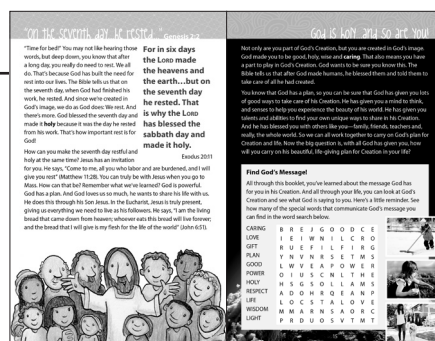 "On the seventh day, he rested." Genesis 2:2
"Time for bed!" You may not like hearing those
words, but deep down, you know that after
a long day, you really do need to rest. We all
do. That's because God has built the need for
rest into our lives. The Bible tells us that on
the seventh day, when God had finished his
work, he rested. And since we're created in
God's image, we do as God does: We rest. And
there's more. God blessed the seventh day and
made it holy because it was the day he rested
from his work. That's how important rest is for
God!
For in six days
the LORD made
the heavens and
the earth...but on
the seventh day
he rested. That
is why the LORD
has blessed the
sabbath day and
made it holy.
Exodus 20:11
How can you make the seventh day restful and
holy at the same time? Jesus has an invitation
for you. He says, "Come to me, all you who labor and are burdened, and I will
give you rest" (Matthew 11:28). You can truly be with Jesus when you go to
Mass. How can that be? Remember what we've learned? God is powerful.
God has a plan. And God loves us so much, he wants to share his life with us.
He does this through his Son Jesus. In the Eucharist, Jesus is truly present,
giving us everything we need to live as his followers. He says, "I am the living
bread that came down from heaven; whoever eats this bread will live forever;
and the bread that I will give is my flesh for the life of the world" (John 6:51).
God is holy and so are you!
Not only are you part of God's Creation, but you are created in God's image.
God made you to be good, holy, wise and caring. That also means you have
a part to play in God's Creation. God wants to be sure you know this. The
Bible tells us that after God made humans, he blessed them and told them to
take care of all he had created.
You know that God has a plan, so you can be sure that God has given you lots
of good ways to take care of his Creation. He has given you a mind to think,
and senses to help you experience the beauty of his world. He has given you
talents and abilities to find your own unique ways to share in his Creation.
And he has blessed you with others like you—family, friends, teachers and,
really, the whole world. So we can all work together to carry on God's plan for
Creation and life. Now the big question is, with all God has given you, how
will you carry on his beautiful, life-giving plan for Creation in your life?
Find God's Message!
All through this booklet, you've learned about the message God has
for you in his Creation. And all through your life, you can look at God's
Creation and see what God is saying to you. Here's a little reminder. See
how many of the special words that communicate God's message you
can find in the word search below.
CARING B R E J G O O D C E
LOVE I E I W N I L C R O
GIFT R U E F I L F I R G
PLAN Y N V N R S E T M S
GOOD L W V E A P O W E R
POWER O I U S C N L T H E
HOLY H S G S O L L A M S
RESPECT A D O H R Q E A N P
LIFE L O C S T A L O V E
WISDOM M M A R N S A O R C
LIGHT P R D U O S V T M T